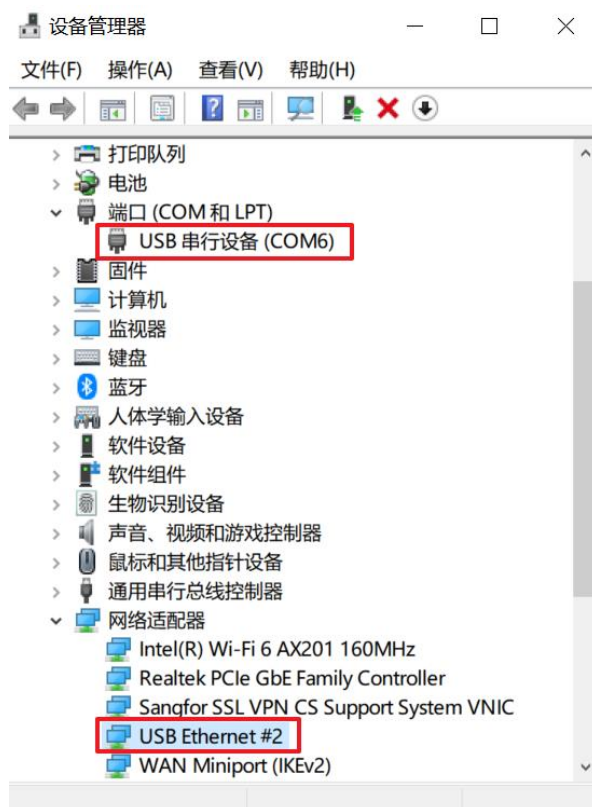 设备管理器
文件(F) 操作(A) 查看(V) 帮助(H)
打印队列
电池
端口 (COM 和 LPT)
USB 串行设备 (COM6)
固件
计算机
监视器
键盘
蓝牙
人体学输入设备
软件设备
软件组件
生物识别设备
声音、视频和游戏控制器
鼠标和其他指针设备
通用串行总线控制器
网络适配器
Intel(R) Wi-Fi 6 AX201 160MHz
Realtek PCIe GbE Family Controller
Sangfor SSL VPN CS Support System VNIC
USB Ethernet #2
WAN Miniport (IKEv2)